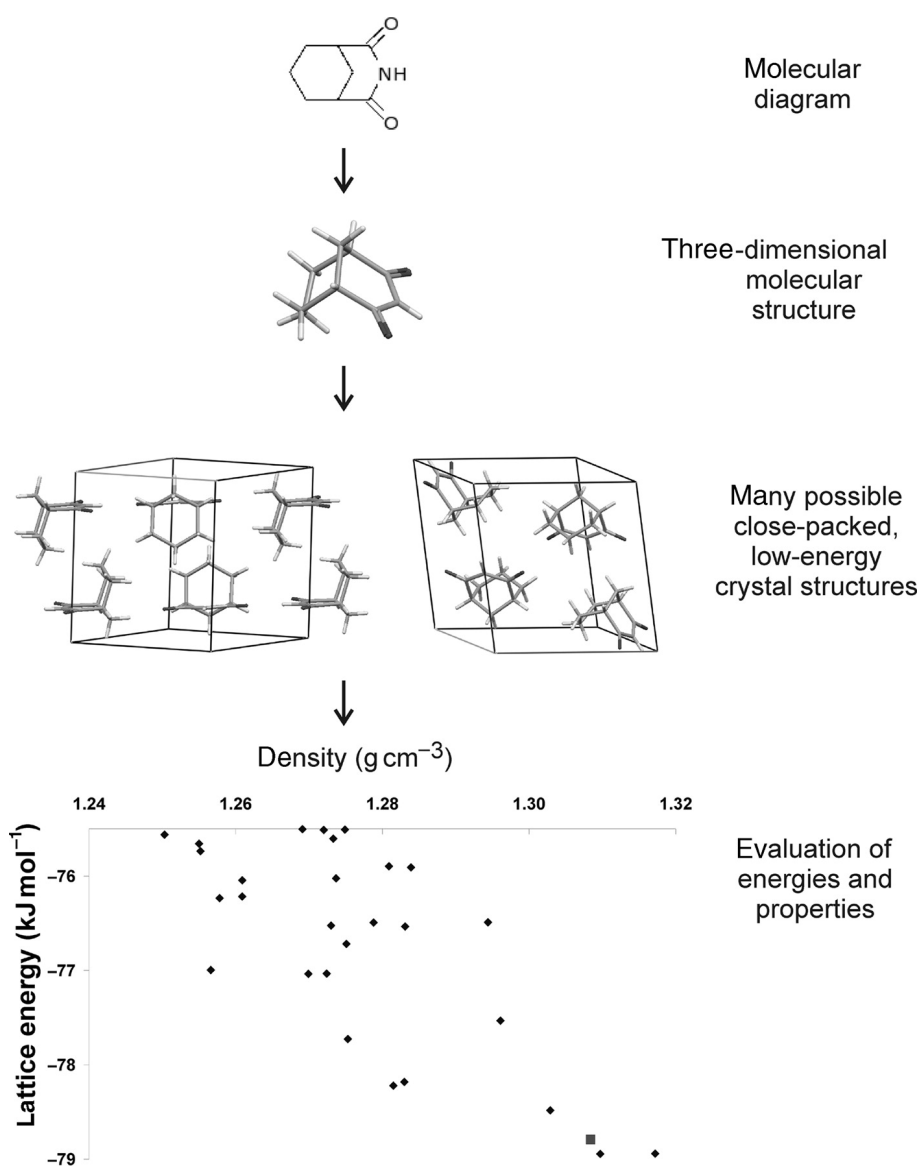 O
NH
O
Molecular
diagram
Three-dimensional
molecular
structure
Many possible
close-packed,
low-energy
crystal structures
Density (g cm⁻³)
1.24 1.26 1.28 1.30 1.32
Lattice energy (kJ mol⁻¹)
−76
−77
−78
−79
Evaluation of
energies and
properties